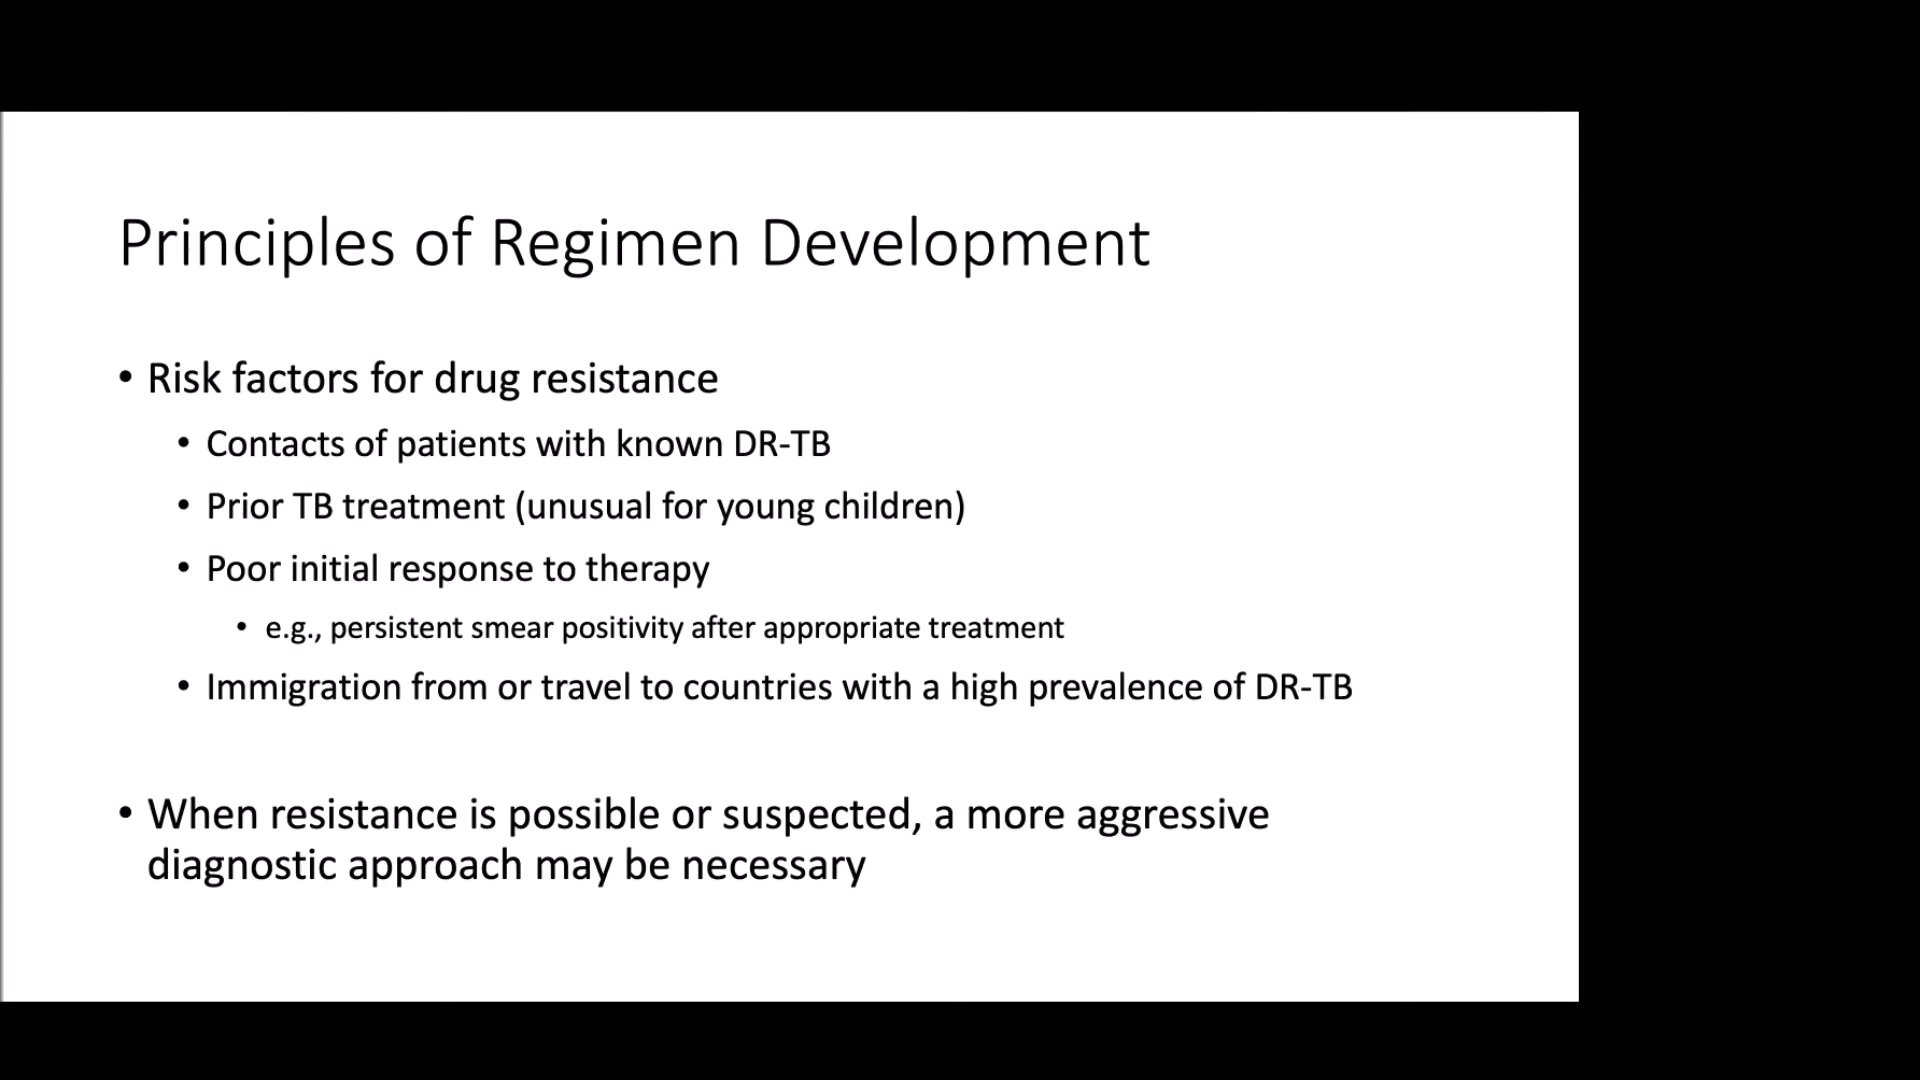 Principles of Regimen Development
• Risk factors for drug resistance
• Contacts of patients with known DR-TB
• Prior TB treatment (unusual for young children)
• Poor initial response to therapy
• e.g., persistent smear positivity after appropriate treatment
• Immigration from or travel to countries with a high prevalence of DR-TB
• When resistance is possible or suspected, a more aggressive
diagnostic approach may be necessary